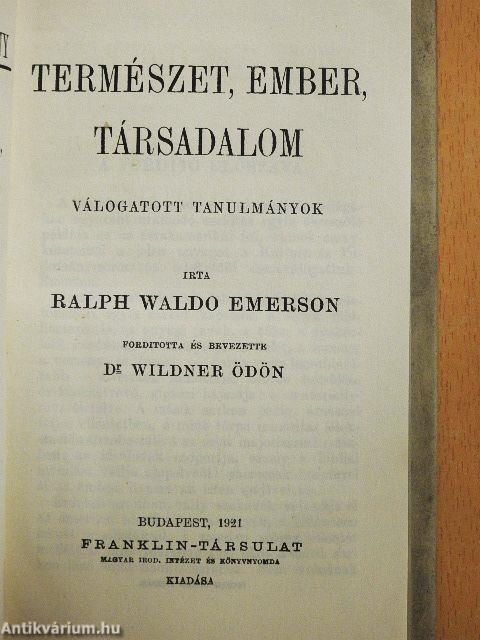 TERMÉSZET, EMBER,
TÁRSADALOM
VÁLOGATOTT TANULMÁNYOK
IRTA
RALPH WALDO EMERSON
FORDITOTTA ÉS BEVEZETTE
Dr WILDNER ÖDÖN
BUDAPEST, 1921
FRANKLIN-TÁRSULAT
MAGYAR IROD. INTÉZET ÉS KÖNYVNYOMDA
KIADÁSA
Antikvárium.hu